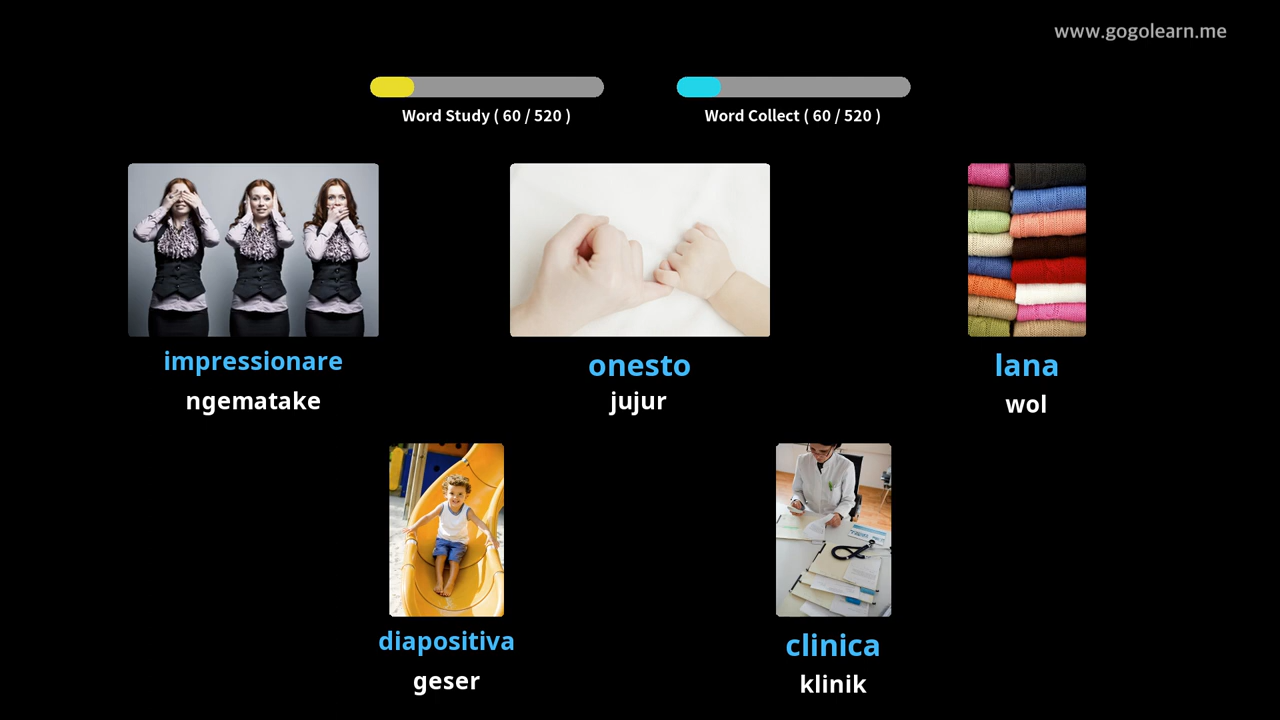 www.gogolearn.me
Word Study ( 60 / 520 )
Word Collect ( 60 / 520 )
impressionare
ngematake
onesto
jujur
lana
wol
diapositiva
geser
clinica
klinik